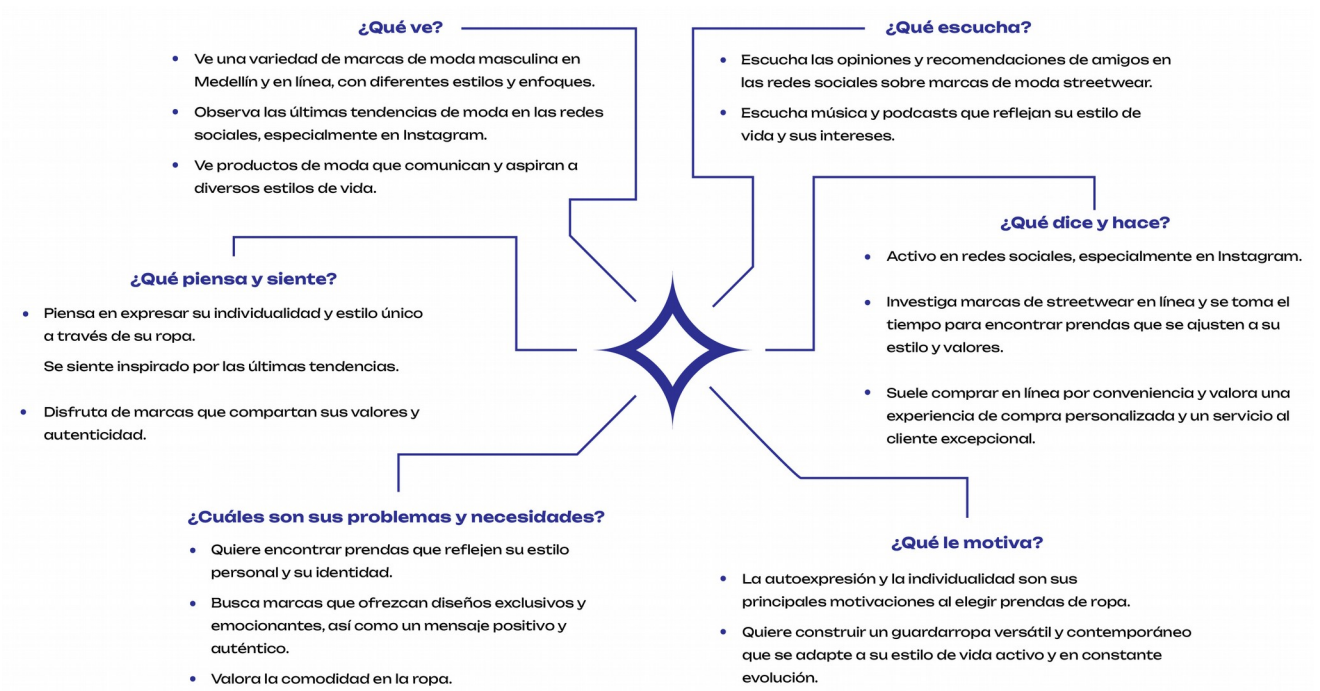 ¿Qué ve?
Ve una variedad de marcas de moda masculina en
Medellín y en línea, con diferentes estilos y enfoques.
Observa las últimas tendencias de moda en las redes
sociales, especialmente en Instagram.
Ve productos de moda que comunican y aspiran a
diversos estilos de vida.
¿Qué escucha?
Escucha las opiniones y recomendaciones de amigos en
las redes sociales sobre marcas de moda streetwear.
Escucha música y podcasts que reflejan su estilo de
vida y sus intereses.
¿Qué piensa y siente?
Piensa en expresar su individualidad y estilo único
a través de su ropa.
Se siente inspirado por las últimas tendencias.
Disfruta de marcas que compartan sus valores y
autenticidad.
¿Qué dice y hace?
Activo en redes sociales, especialmente en Instagram.
Investiga marcas de streetwear en línea y se toma el
tiempo para encontrar prendas que se ajusten a su
estilo y valores.
Suele comprar en línea por conveniencia y valora una
experiencia de compra personalizada y un servicio al
cliente excepcional.
¿Cuáles son sus problemas y necesidades?
Quiere encontrar prendas que reflejen su estilo
personal y su identidad.
Busca marcas que ofrezcan diseños exclusivos y
emocionantes, así como un mensaje positivo y
auténtico.
Valora la comodidad en la ropa.
¿Qué le motiva?
La autoexpresión y la individualidad son sus
principales motivaciones al elegir prendas de ropa.
Quiere construir un guardarropa versátil y contemporáneo
que se adapte a su estilo de vida activo y en constante
evolución.